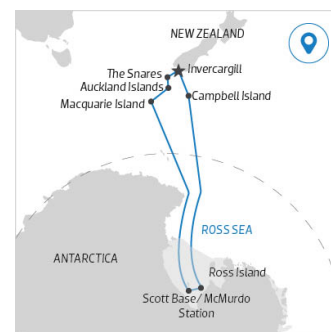 NEW ZEALAND
The Snares
Invercargill
Auckland Islands
Macquarie Island
Campbell Island
ROSS SEA
ANTARCTICA
Ross Island
Scott Base/ McMurdo
Station